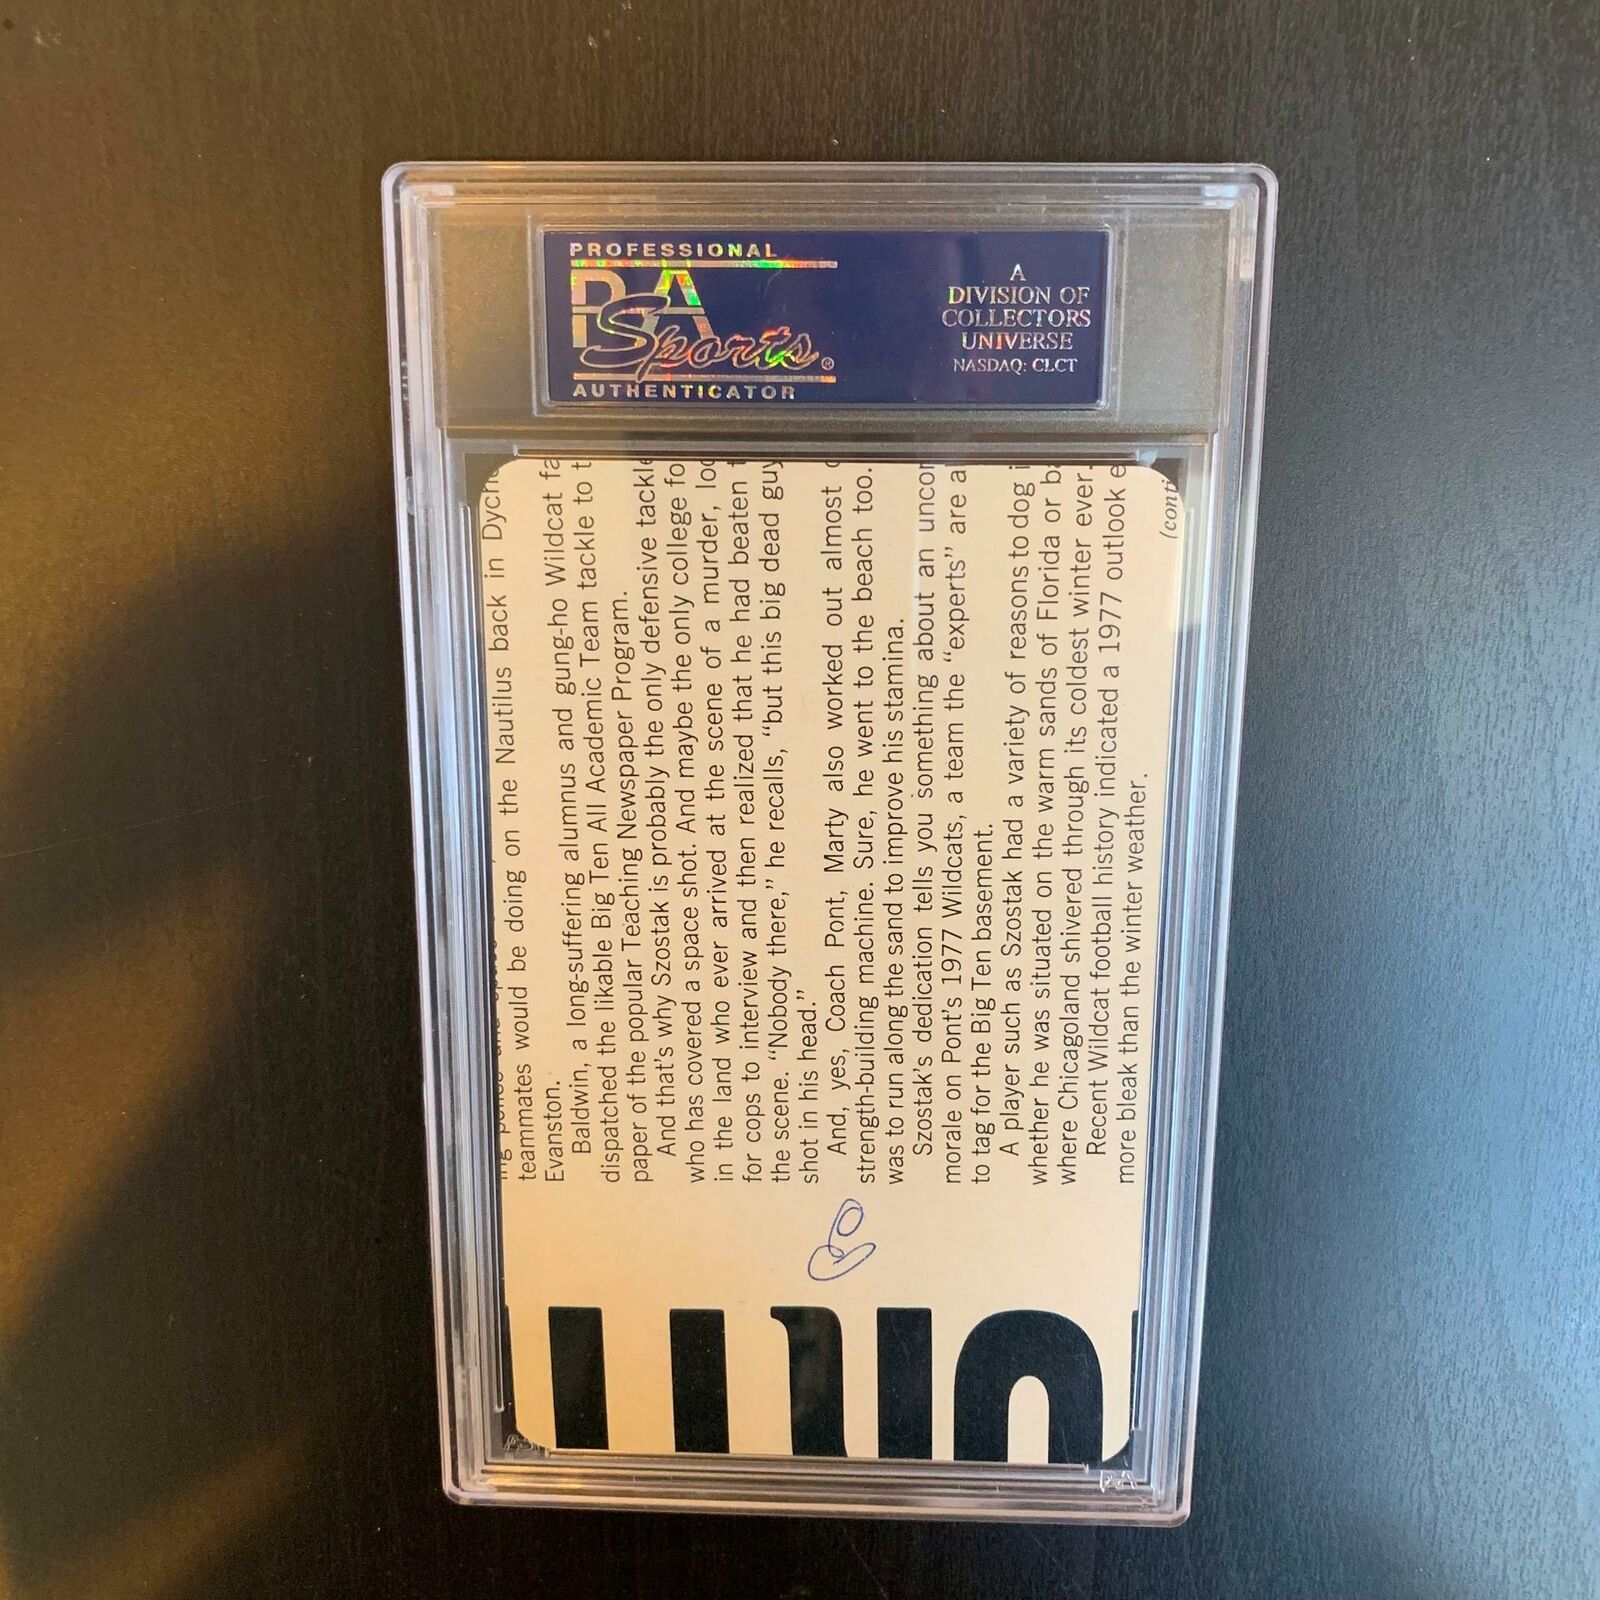 PROFESSIONAL
PSA
Sports®
AUTHENTICATOR
A
DIVISION OF
COLLECTORS
UNIVERSE
NASDAQ: CLCT
teammates would be doing on the Nautilus back in
Evanston.
Baldwin, a long-suffering alumnus and gung-ho Wildcat fa
dispatched the likable Big Ten All Academic Team tackle to t
paper of the popular Teaching Newspaper Program.
And that's why Szostak is probably the only defensive tackle
who has covered a space shot. And maybe the only college fo
in the land who ever arrived at the scene of a murder, loo
for cops to interview and then realized that he had beaten t
the scene. “Nobody there,” he recalls, “but this big dead guy
shot in his head.”
And, yes, Coach Pont, Marty also worked out almost
strength-building machine. Sure, he went to the beach too.
was to run along the sand to improve his stamina.
Szostak's dedication tells you something about an uncor
morale on Pont's 1977 Wildcats, a team the “experts” are a
to tag for the Big Ten basement.
A player such as Szostak had a variety of reasons to dog i
whether he was situated on the warm sands of Florida or ba
where Chicagoland shivered through its coldest winter ever.
Recent Wildcat football history indicated a 1977 outlook e
more bleak than the winter weather.
(conti